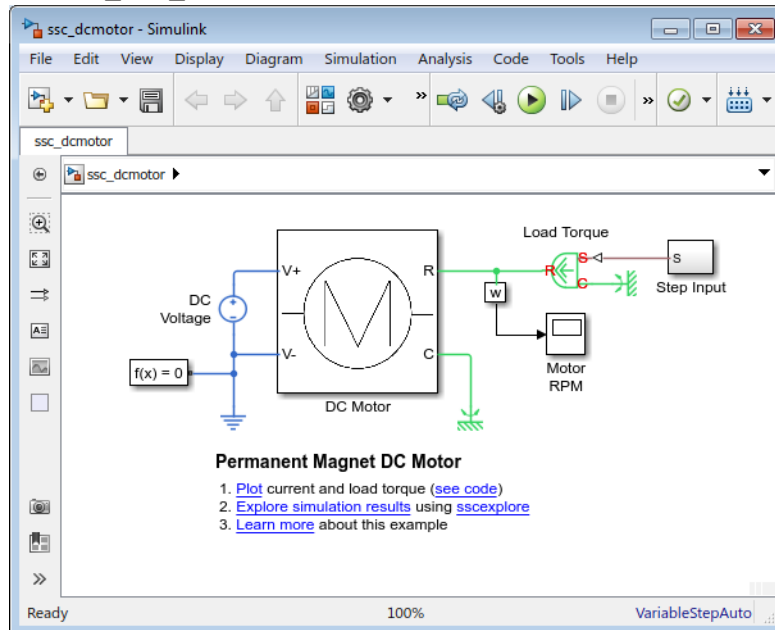 ssc_dcmotor - Simulink
File Edit View Display Diagram Simulation Analysis Code Tools Help
» »
ssc_dcmotor
ssc_dcmotor
Load Torque
V+
R
R
S
S
C
w
Step Input
DC
Voltage
V-
C
f(x) = 0
Motor
RPM
DC Motor
Permanent Magnet DC Motor
1. Plot current and load torque (see code)
2. Explore simulation results using sscexplore
3. Learn more about this example
»
Ready 100% VariableStepAuto